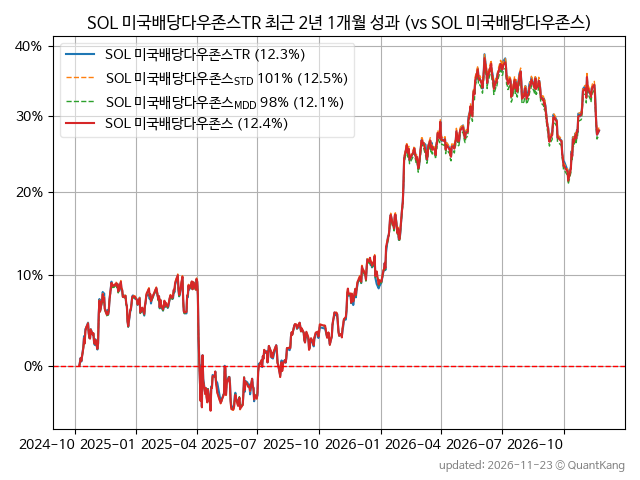 SOL 미국배당다우존스TR 최근 2년 1개월 성과 (vs SOL 미국배당다우존스)
40%
30%
20%
10%
0%
SOL 미국배당다우존스TR (12.3%)
SOL 미국배당다우존스STD 101% (12.5%)
SOL 미국배당다우존스MDD 98% (12.1%)
SOL 미국배당다우존스 (12.4%)
2024-10 2025-01 2025-04 2025-07 2025-10 2026-01 2026-04 2026-07 2026-10
updated: 2026-11-23 ⓒ QuantKang